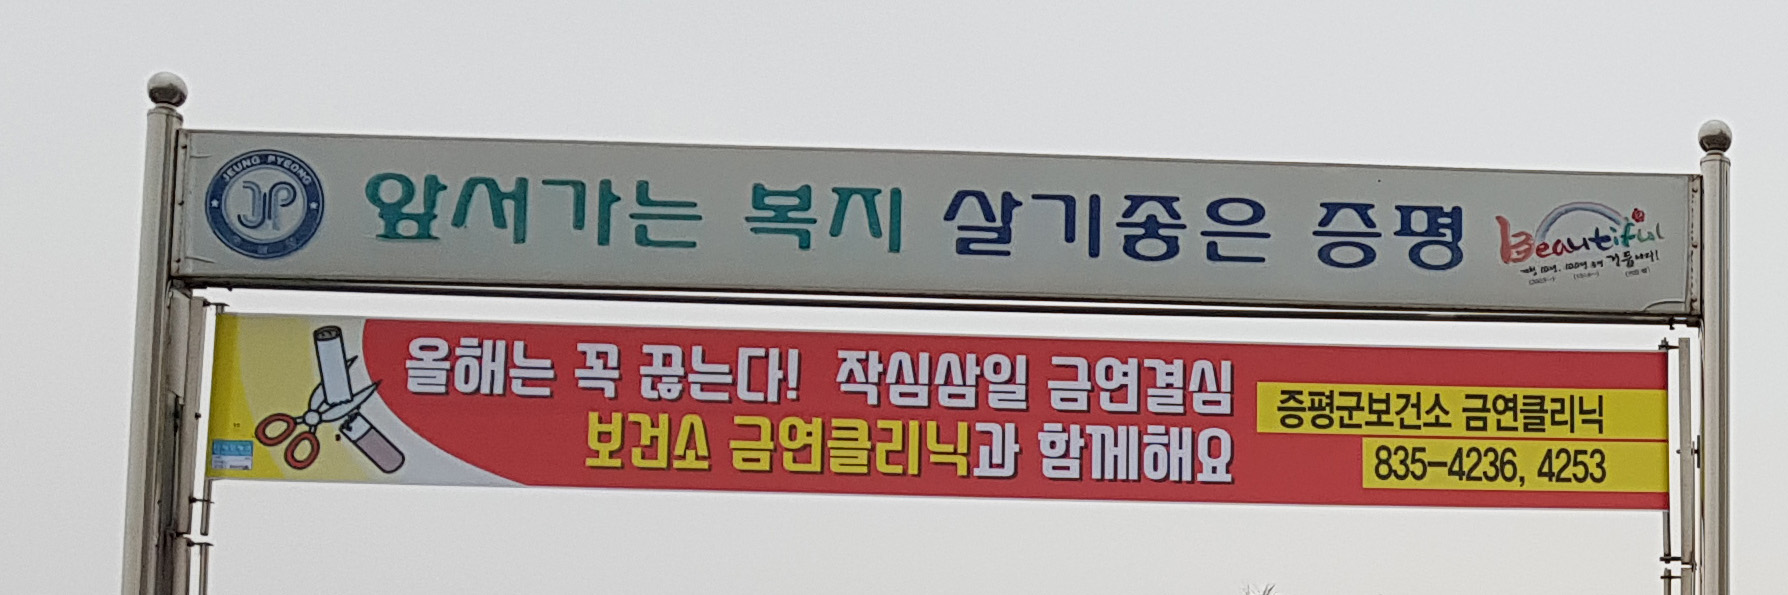 JEUNG PYEONG
JP
앞서가는 복지 살기좋은 증평
Beautiful
올해는 꼭 끊는다! 작심삼일 금연결심
보건소 금연클리닉과 함께해요
증평군보건소 금연클리닉
835-4236, 4253